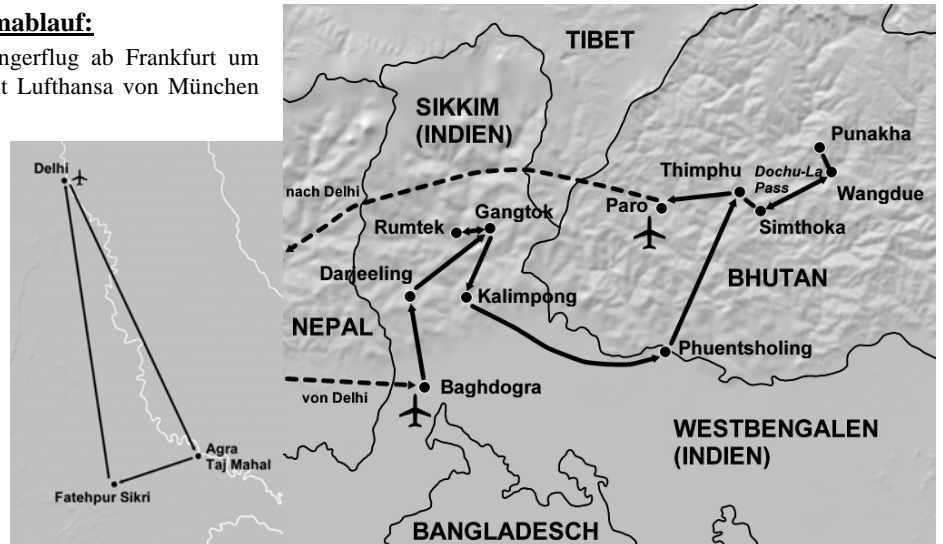 mablauf:
ngerflug ab Frankfurt um
t Lufthansa von München
Delhi
Agra
Taj Mahal
Fatehpur Sikri
TIBET
SIKKIM
(INDIEN)
Punakha
Thimphu
Dochu-La
Pass
Wangdue
nach Delhi
Paro
Simthoka
Gangtok
Rumtek
Darjeeling
Kalimpong
BHUTAN
NEPAL
Phuentsholing
von Delhi
Baghdogra
WESTBENGALEN
(INDIEN)
BANGLADESCH